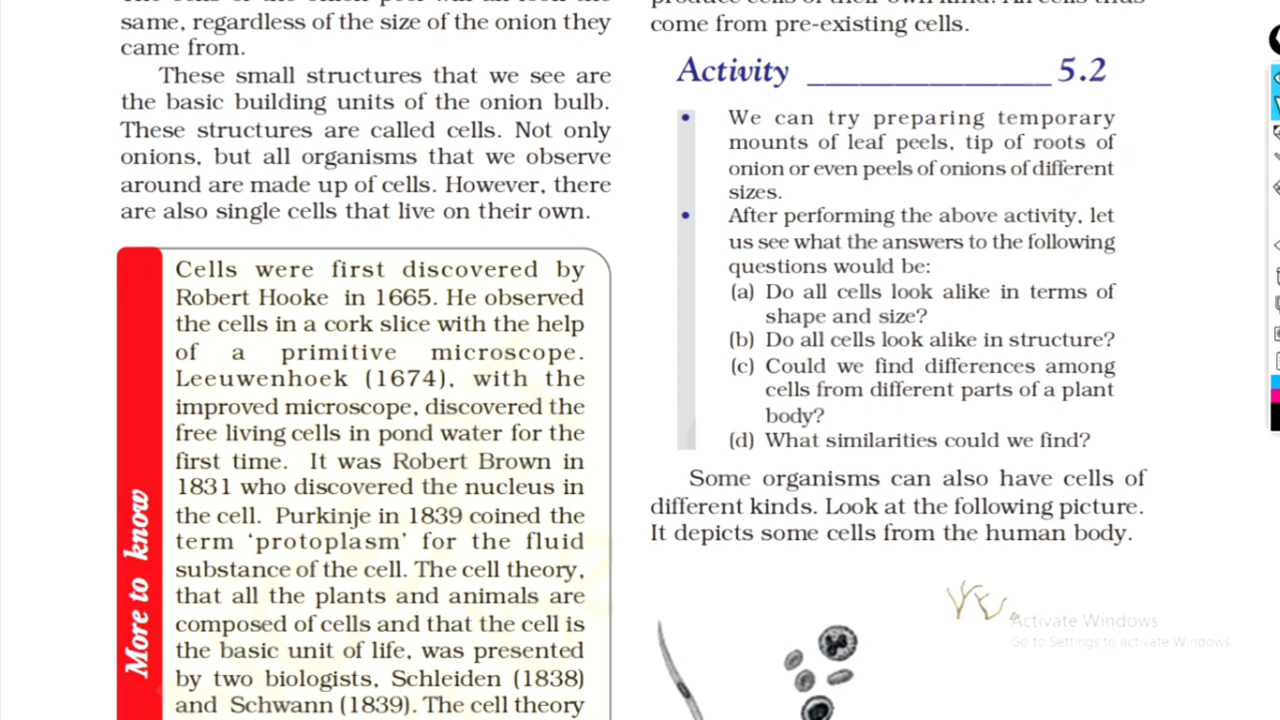 same, regardless of the size of the onion they
came from.
These small structures that we see are
the basic building units of the onion bulb.
These structures are called cells. Not only
onions, but all organisms that we observe
around are made up of cells. However, there
are also single cells that live on their own.
More to know
Cells were first discovered by
Robert Hooke in 1665. He observed
the cells in a cork slice with the help
of a primitive microscope.
Leeuwenhoek (1674), with the
improved microscope, discovered the
free living cells in pond water for the
first time. It was Robert Brown in
1831 who discovered the nucleus in
the cell. Purkinje in 1839 coined the
term ‘protoplasm’ for the fluid
substance of the cell. The cell theory,
that all the plants and animals are
composed of cells and that the cell is
the basic unit of life, was presented
by two biologists, Schleiden (1838)
and Schwann (1839). The cell theory
come from pre-existing cells.
Activity 5.2
• We can try preparing temporary
mounts of leaf peels, tip of roots of
onion or even peels of onions of different
sizes.
• After performing the above activity, let
us see what the answers to the following
questions would be:
(a) Do all cells look alike in terms of
shape and size?
(b) Do all cells look alike in structure?
(c) Could we find differences among
cells from different parts of a plant
body?
(d) What similarities could we find?
Some organisms can also have cells of
different kinds. Look at the following picture.
It depicts some cells from the human body.
Activate Windows
Go to Settings to activate Windows.